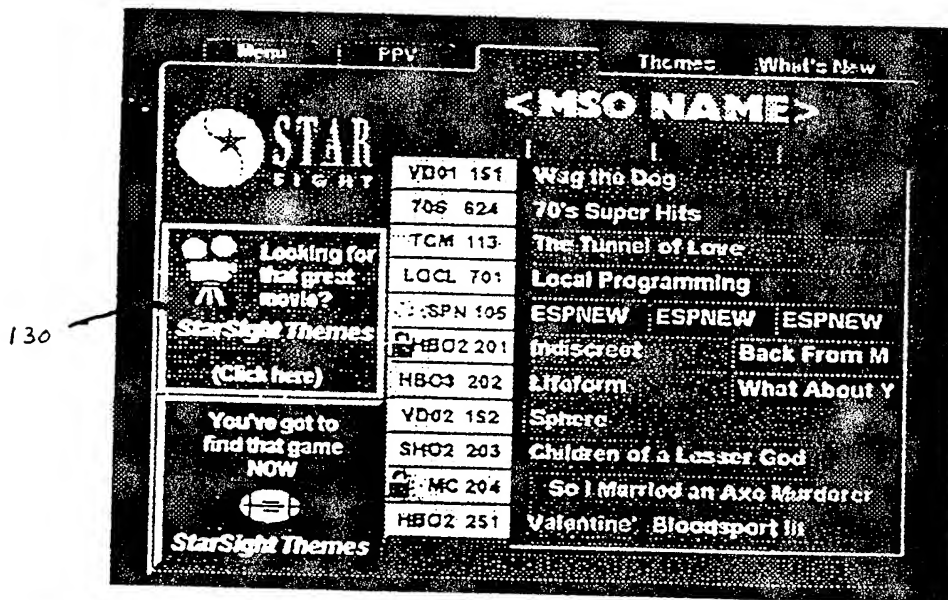 Menu PPV Themes What's New
<MSO NAME>
STAR
SIGHT
VD01 151 Wag the Dog
70S 624 70's Super Hits
TCM 113 The Tunnel of Love
LOCL 701 Local Programming
SPN 105 ESPNEW ESPNEW ESPNEW
HBO2 201 Indiscreet Back From M
HBO3 202 Lifeform What About Y
VD02 152 Sphere
SHO2 203 Children of a Lesser God
MC 204 So I Married an Axe Murderer
HBO2 251 Valentine' Bloodsport III
Looking for
that great
movie?
StarSight Themes
(Click here)
You've got to
find that game
NOW
StarSight Themes
130